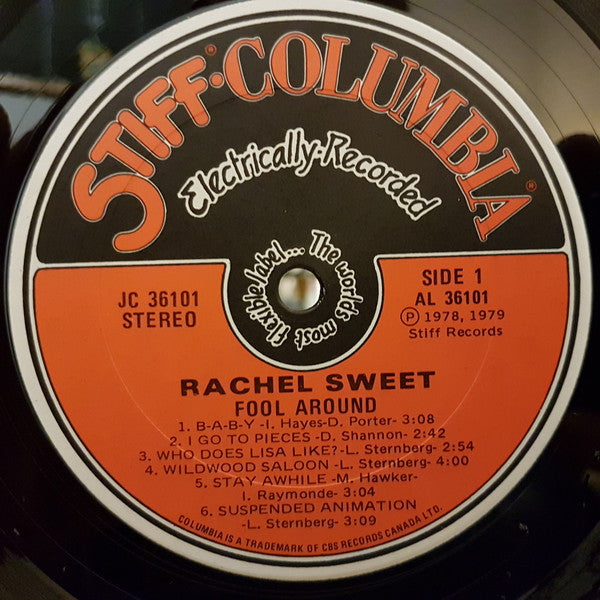 STIFF·COLUMBIA®
Electrically-Recorded
The worlds most flexible label...
JC 36101
STEREO
SIDE 1
AL 36101
Ⓟ 1978, 1979
Stiff Records
RACHEL SWEET
FOOL AROUND
1. B-A-B-Y -I. Hayes-D. Porter- 3:08
2. I GO TO PIECES -D. Shannon- 2:42
3. WHO DOES LISA LIKE?-L. Sternberg- 2:54
4. WILDWOOD SALOON -L. Sternberg- 4:00
5. STAY AWHILE -M. Hawker-
I. Raymonde- 3:04
6. SUSPENDED ANIMATION
-L. Sternberg- 3:09
COLUMBIA IS A TRADEMARK OF CBS RECORDS CANADA LTD.